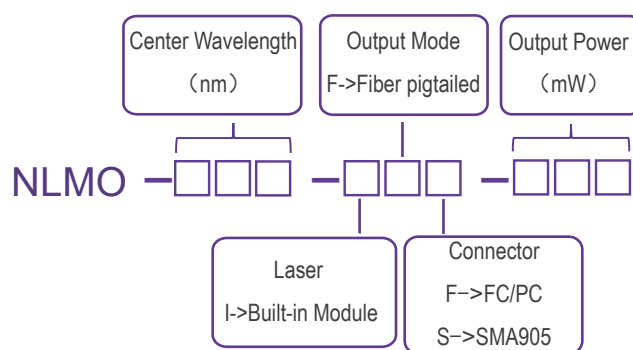 Center Wavelength
（nm）
Output Mode
F->Fiber pigtailed
Output Power
（mW）
NLMO
Laser
I->Built-in Module
Connector
F−>FC/PC
S−>SMA905